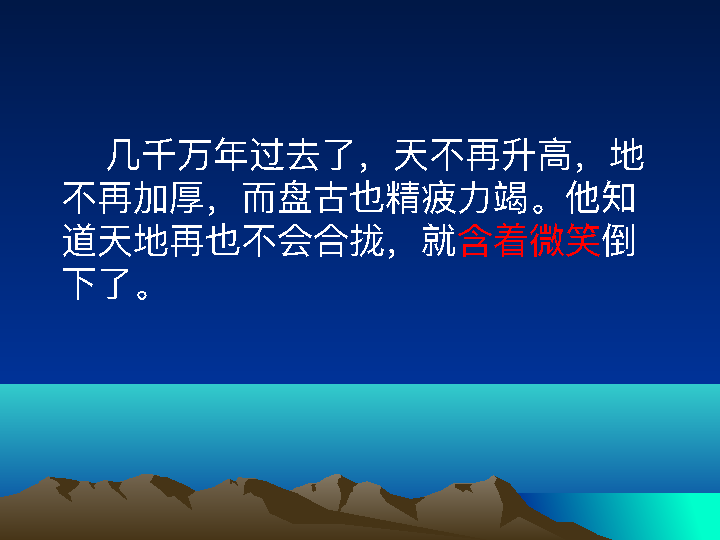 几千万年过去了，天不再升高，地
不再加厚，而盘古也精疲力竭。他知
道天地再也不会合拢，就含着微笑倒
下了。